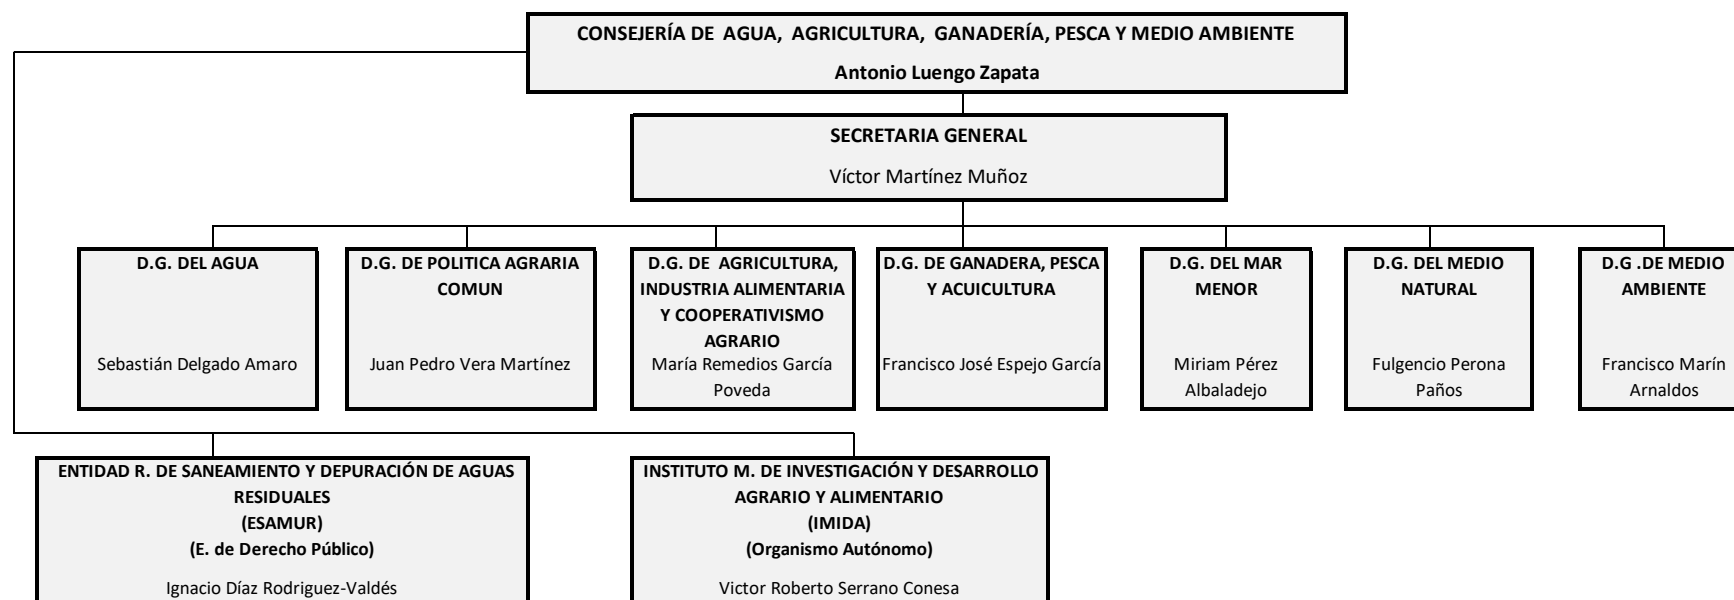 CONSEJERÍA DE AGUA, AGRICULTURA, GANADERÍA, PESCA Y MEDIO AMBIENTE
Antonio Luengo Zapata
SECRETARIA GENERAL
Víctor Martínez Muñoz
D.G. DEL AGUA
Sebastián Delgado Amaro
D.G. DE POLITICA AGRARIA
COMUN
Juan Pedro Vera Martínez
D.G. DE AGRICULTURA,
INDUSTRIA ALIMENTARIA
Y COOPERATIVISMO
AGRARIO
María Remedios García
Poveda
D.G. DE GANADERA, PESCA
Y ACUICULTURA
Francisco José Espejo García
D.G. DEL MAR
MENOR
Miriam Pérez
Albaladejo
D.G. DEL MEDIO
NATURAL
Fulgencio Perona
Paños
D.G .DE MEDIO
AMBIENTE
Francisco Marín
Arnaldos
ENTIDAD R. DE SANEAMIENTO Y DEPURACIÓN DE AGUAS
RESIDUALES
(ESAMUR)
(E. de Derecho Público)
Ignacio Díaz Rodriguez-Valdés
INSTITUTO M. DE INVESTIGACIÓN Y DESARROLLO
AGRARIO Y ALIMENTARIO
(IMIDA)
(Organismo Autónomo)
Victor Roberto Serrano Conesa